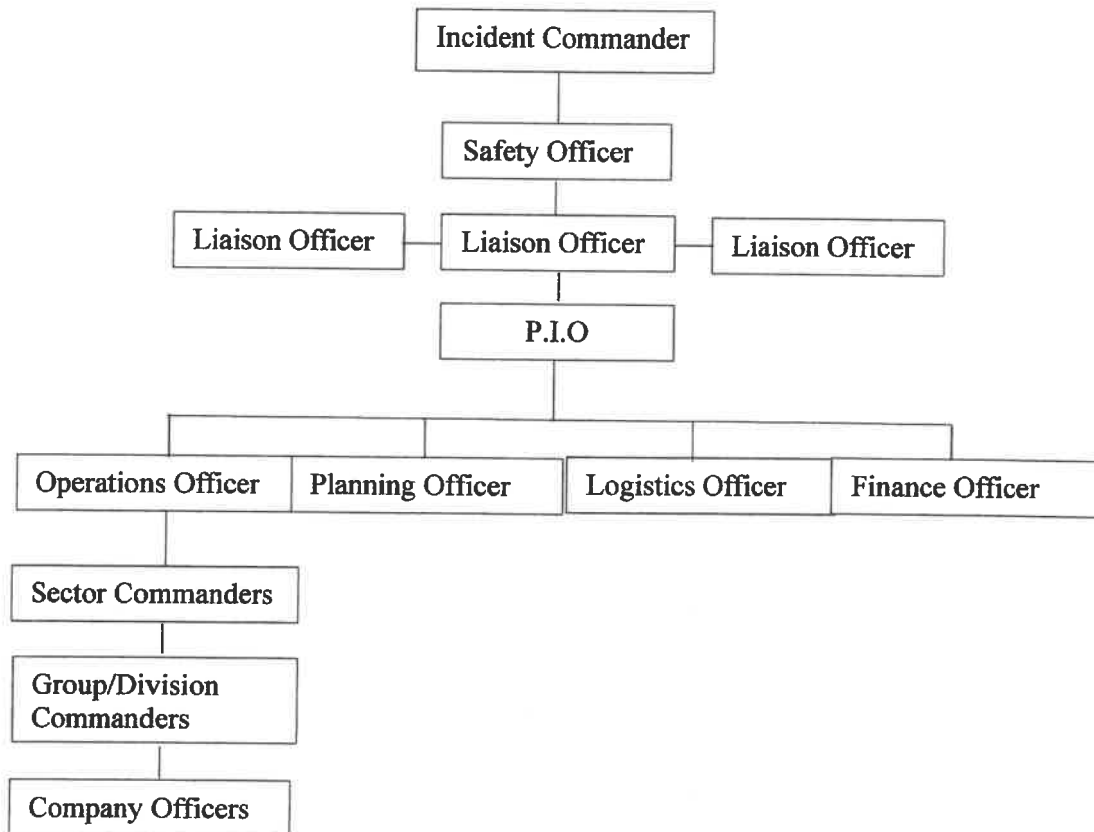 Incident Commander
Safety Officer
Liaison Officer
Liaison Officer
Liaison Officer
P.I.O
Operations Officer
Planning Officer
Logistics Officer
Finance Officer
Sector Commanders
Group/Division
Commanders
Company Officers